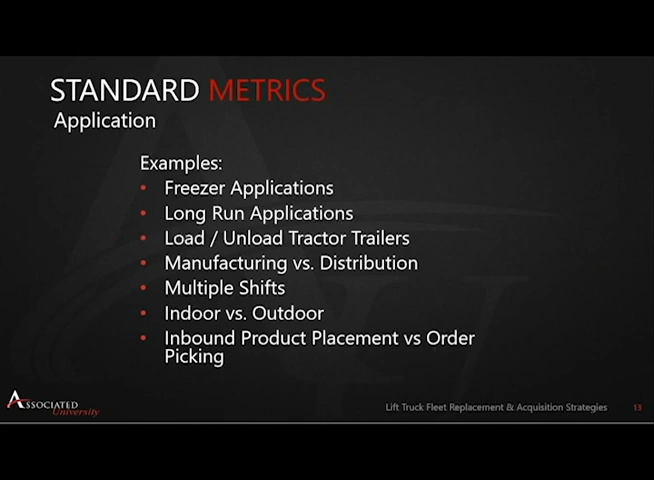 STANDARD METRICS
Application
Examples:
• Freezer Applications
• Long Run Applications
• Load / Unload Tractor Trailers
• Manufacturing vs. Distribution
• Multiple Shifts
• Indoor vs. Outdoor
• Inbound Product Placement vs Order
Picking
ASSOCIATED
University
Lift Truck Fleet Replacement & Acquisition Strategies 13